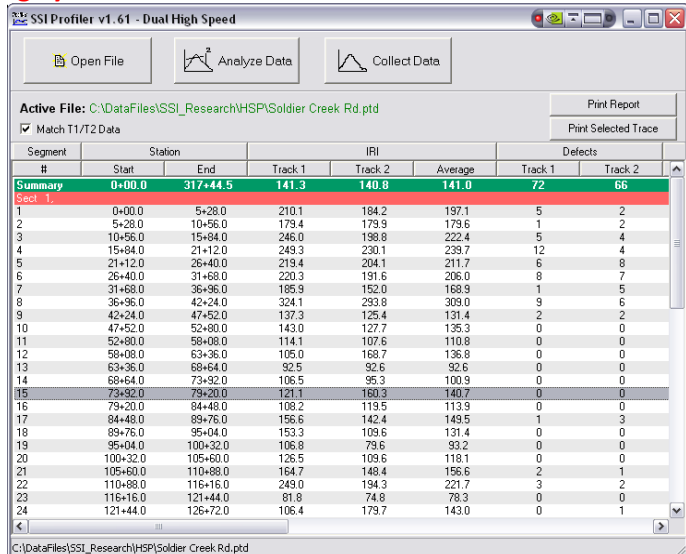 SSI Profiler v1.61 - Dual High Speed
Open File Analyze Data Collect Data
Active File: C:\DataFiles\SSI_Research\HSP\Soldier Creek Rd.ptd Print Report
Match T1/T2 Data Print Selected Trace
Segment Station IRI Defects
# Start End Track 1 Track 2 Average Track 1 Track 2
Summary 0+00.0 317+44.5 141.3 140.8 141.0 72 66
Sect 1,
1 0+00.0 5+28.0 210.1 184.2 197.1 5 2
2 5+28.0 10+56.0 179.4 179.9 179.6 1 2
3 10+56.0 15+84.0 246.0 198.8 222.4 5 4
4 15+84.0 21+12.0 249.3 230.1 239.7 12 4
5 21+12.0 26+40.0 219.4 204.1 211.7 6 8
6 26+40.0 31+68.0 220.3 191.6 206.0 8 7
7 31+68.0 36+96.0 185.9 152.0 168.9 1 5
8 36+96.0 42+24.0 324.1 293.8 309.0 9 6
9 42+24.0 47+52.0 137.3 125.4 131.4 2 2
10 47+52.0 52+80.0 143.0 127.7 135.3 0 0
11 52+80.0 58+08.0 114.1 107.6 110.8 0 0
12 58+08.0 63+36.0 105.0 168.7 136.8 0 0
13 63+36.0 68+64.0 92.5 92.6 92.6 0 0
14 68+64.0 73+92.0 106.5 95.3 100.9 0 0
15 73+92.0 79+20.0 121.1 160.3 140.7 0 0
16 79+20.0 84+48.0 108.2 119.5 113.9 0 0
17 84+48.0 89+76.0 156.6 142.4 149.5 1 3
18 89+76.0 95+04.0 153.3 109.6 131.4 0 0
19 95+04.0 100+32.0 106.8 79.6 93.2 0 0
20 100+32.0 105+60.0 126.5 109.6 118.1 0 0
21 105+60.0 110+88.0 164.7 148.4 156.6 2 1
22 110+88.0 116+16.0 249.0 194.3 221.7 3 2
23 116+16.0 121+44.0 81.8 74.8 78.3 0 0
24 121+44.0 126+72.0 106.4 179.7 143.0 0 1
C:\DataFiles\SSI_Research\HSP\Soldier Creek Rd.ptd